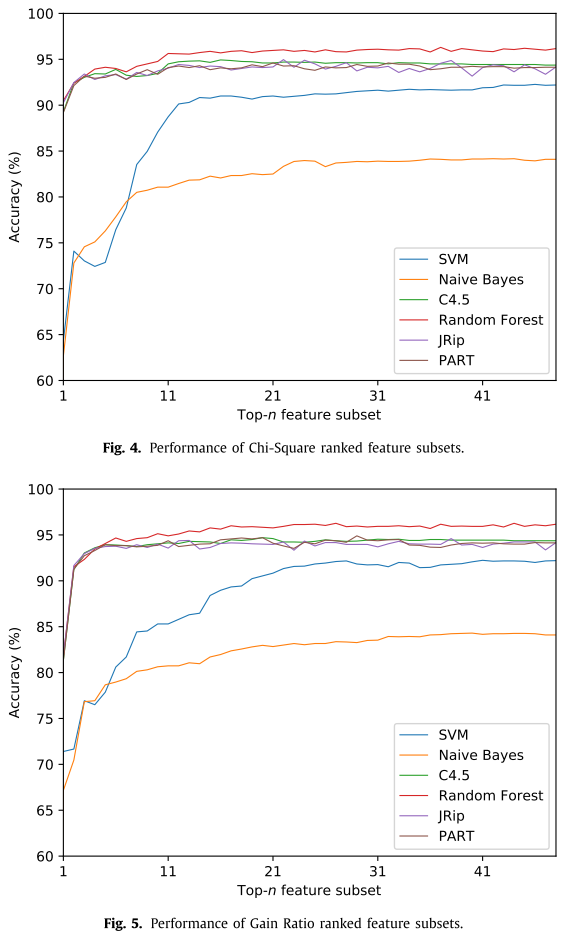 100
95
90
85
80
75
70
65
60
Accuracy (%)
SVM
Naive Bayes
C4.5
Random Forest
JRip
PART
1 11 21 31 41
Top-n feature subset
Fig. 4. Performance of Chi-Square ranked feature subsets.
100
95
90
85
80
75
70
65
60
Accuracy (%)
SVM
Naive Bayes
C4.5
Random Forest
JRip
PART
1 11 21 31 41
Top-n feature subset
Fig. 5. Performance of Gain Ratio ranked feature subsets.